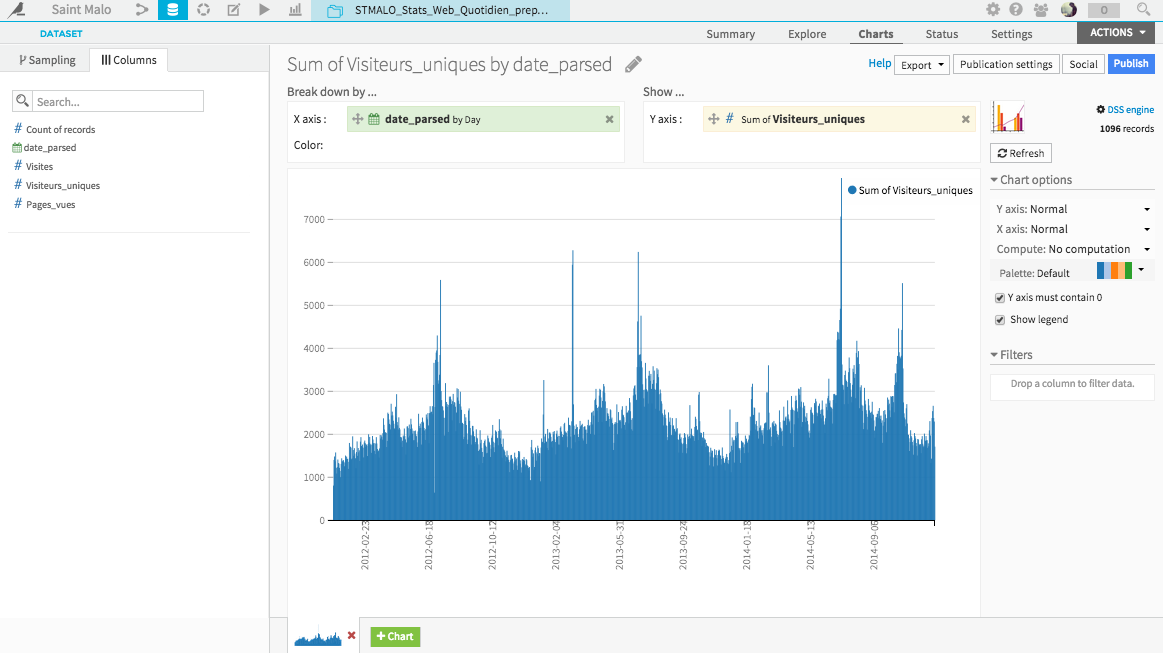 Saint Malo
STMALO_Stats_Web_Quotidien_prep...
0
DATASET
Summary
Explore
Charts
Status
Settings
ACTIONS
Sampling
Columns
Search...
# Count of records
date_parsed
# Visites
# Visiteurs_uniques
# Pages_vues
Sum of Visiteurs_uniques by date_parsed
Help
Export
Publication settings
Social
Publish
Break down by ...
Show ...
X axis :
date_parsed by Day
Color:
Y axis :
# Sum of Visiteurs_uniques
DSS engine
1096 records
Refresh
Chart options
Y axis: Normal
X axis: Normal
Compute: No computation
Palette: Default
Y axis must contain 0
Show legend
Filters
Drop a column to filter data.
Sum of Visiteurs_uniques
7000
6000
5000
4000
3000
2000
1000
0
2012-02-23
2012-06-18
2012-10-12
2013-02-04
2013-05-31
2013-09-24
2014-01-18
2014-05-13
2014-09-06
+ Chart